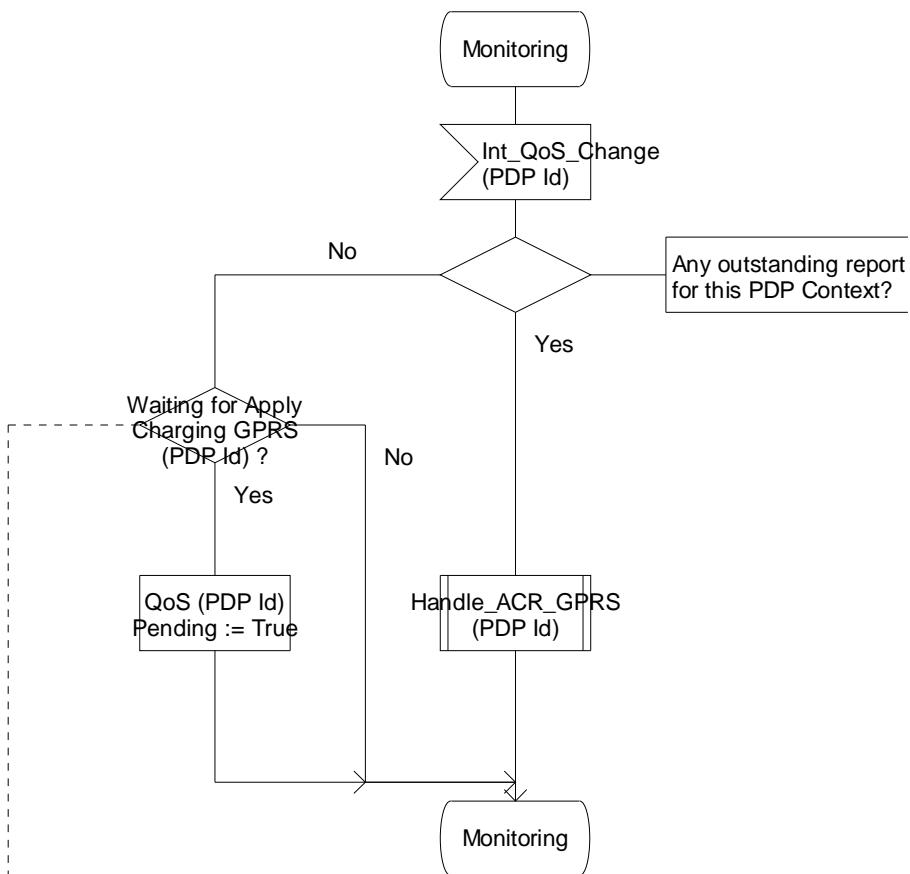 Monitoring
Int_QoS_Change
(PDP Id)
No
Any outstanding report
for this PDP Context?
Yes
Waiting for Apply
Charging GPRS
(PDP Id) ?
No
Yes
QoS (PDP Id)
Pending := True
Handle_ACR_GPRS
(PDP Id)
Monitoring